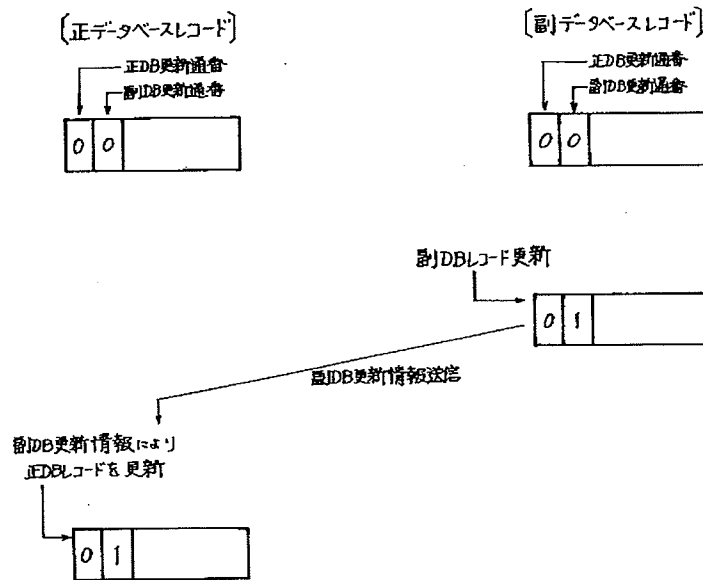 [正データベースレコード]
正DB更新通番
副DB更新通番
0 0
[副データベースレコード]
正DB更新通番
副DB更新通番
0 0
副DBレコード更新
0 1
副DB更新情報送信
副DB更新情報により
正DBレコードを更新
0 1